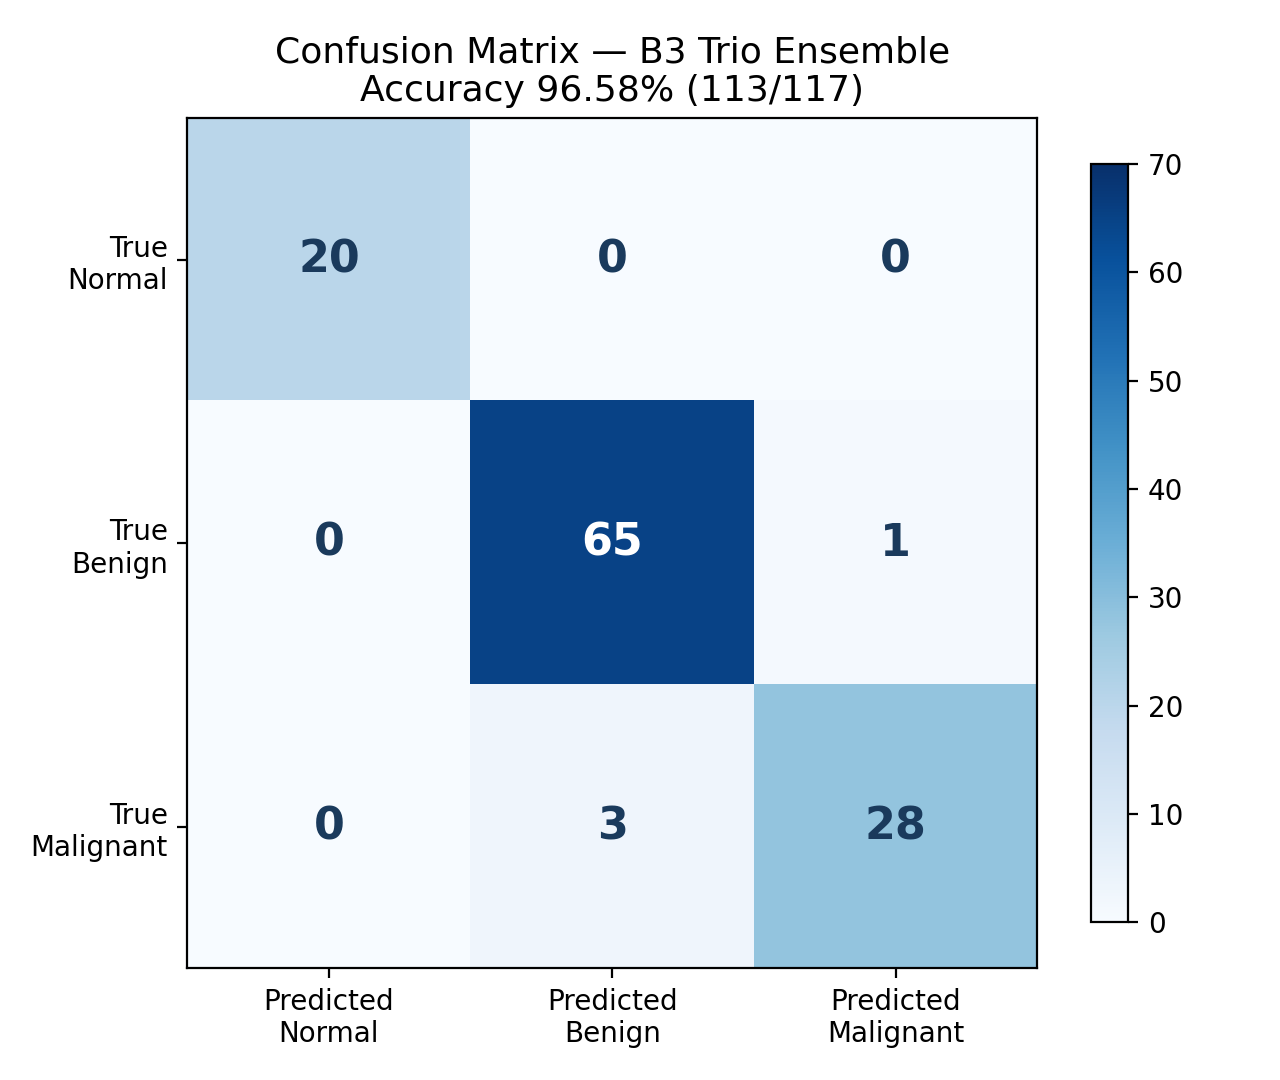 Confusion Matrix — B3 Trio Ensemble
Accuracy 96.58% (113/117)
True
Normal
20
0
0
True
Benign
0
65
1
True
Malignant
0
3
28
Predicted
Normal
Predicted
Benign
Predicted
Malignant
70
60
50
40
30
20
10
0